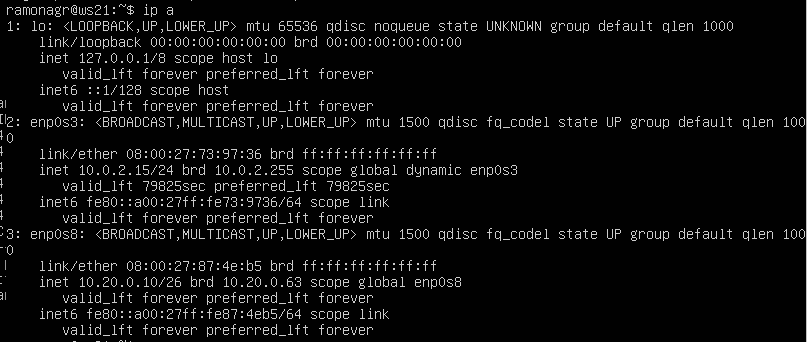 ramonagr@ws21:~$ ip a
1: lo: <LOOPBACK,UP,LOWER_UP> mtu 65536 qdisc noqueue state UNKNOWN group default qlen 1000
    link/loopback 00:00:00:00:00:00 brd 00:00:00:00:00:00
    inet 127.0.0.1/8 scope host lo
       valid_lft forever preferred_lft forever
    inet6 ::1/128 scope host
       valid_lft forever preferred_lft forever
2: enp0s3: <BROADCAST,MULTICAST,UP,LOWER_UP> mtu 1500 qdisc fq_codel state UP group default qlen 100
0
    link/ether 08:00:27:73:97:36 brd ff:ff:ff:ff:ff:ff
    inet 10.0.2.15/24 brd 10.0.2.255 scope global dynamic enp0s3
       valid_lft 79825sec preferred_lft 79825sec
    inet6 fe80::a00:27ff:fe73:9736/64 scope link
       valid_lft forever preferred_lft forever
3: enp0s8: <BROADCAST,MULTICAST,UP,LOWER_UP> mtu 1500 qdisc fq_codel state UP group default qlen 100
0
    link/ether 08:00:27:87:4e:b5 brd ff:ff:ff:ff:ff:ff
    inet 10.20.0.10/26 brd 10.20.0.63 scope global enp0s8
       valid_lft forever preferred_lft forever
    inet6 fe80::a00:27ff:fe87:4eb5/64 scope link
       valid_lft forever preferred_lft forever